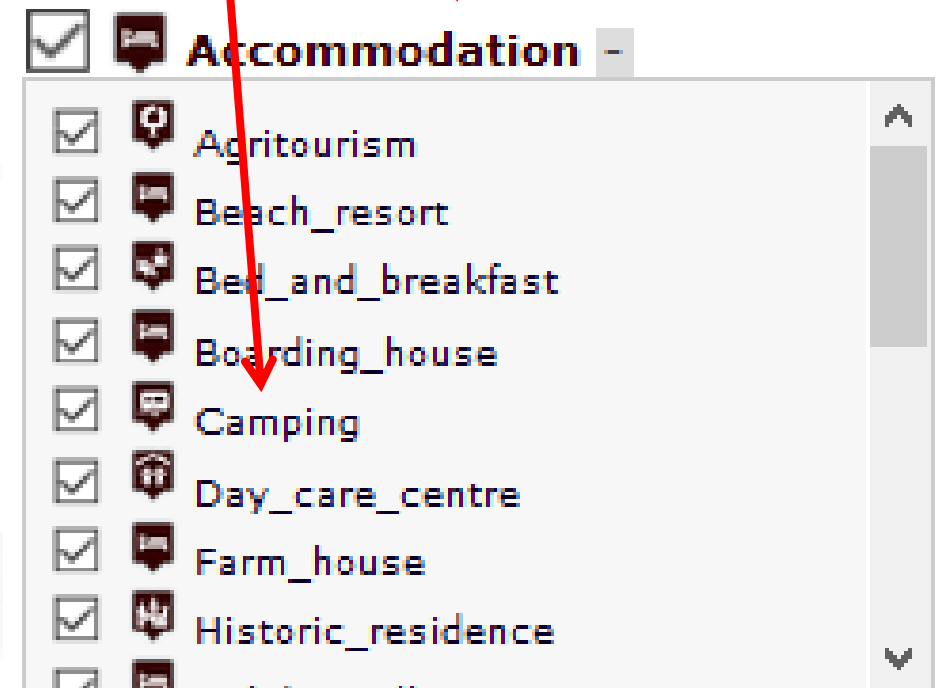 Accommodation -
Agritourism
Beach_resort
Bed_and_breakfast
Boarding_house
Camping
Day_care_centre
Farm_house
Historic_residence